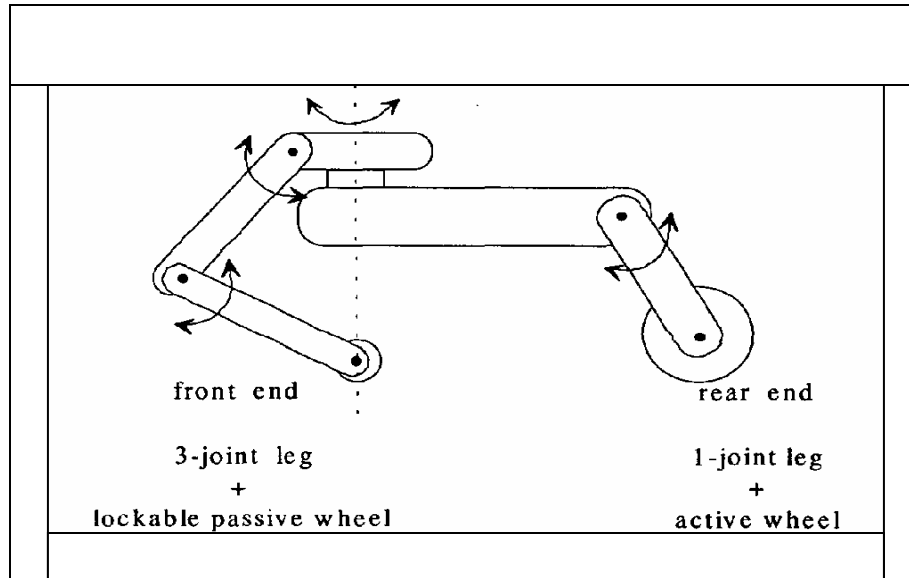 front end
rear end
3-joint leg
+
lockable passive wheel
1-joint leg
+
active wheel